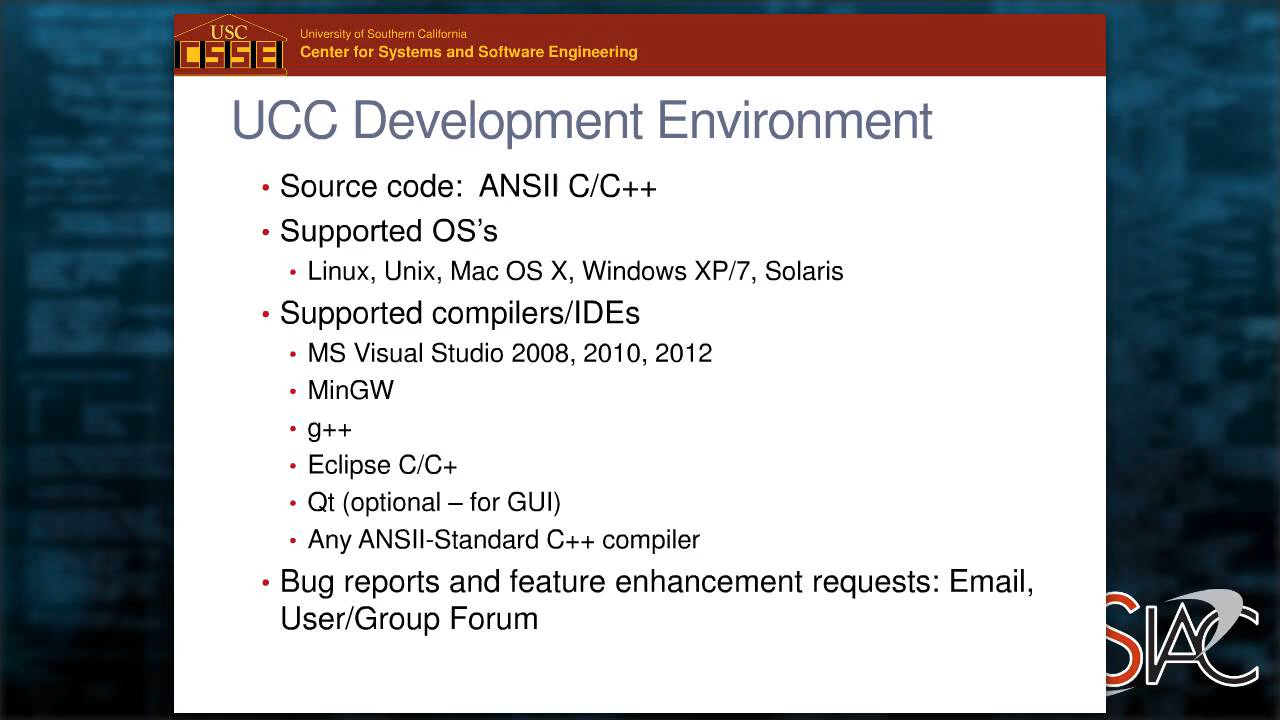 USC
CSSE
University of Southern California
Center for Systems and Software Engineering
UCC Development Environment
• Source code:  ANSII C/C++
• Supported OS’s
• Linux, Unix, Mac OS X, Windows XP/7, Solaris
• Supported compilers/IDEs
• MS Visual Studio 2008, 2010, 2012
• MinGW
• g++
• Eclipse C/C+
• Qt (optional – for GUI)
• Any ANSII-Standard C++ compiler
• Bug reports and feature enhancement requests: Email,
User/Group Forum
SIAC